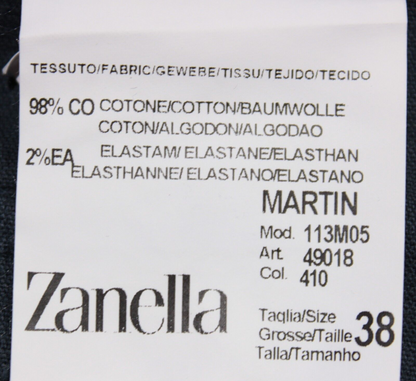 TESSUTO/FABRIC/GEWEBE/TISSU/TEJIDO/TECIDO
98% CO COTONE/COTTON/BAUMWOLLE
COTON/ALGODON/ALGODAO
2%EA ELASTAM/ ELASTANE/ELASTHAN
ELASTHANNE/ ELASTANO/ELASTANO
MARTIN
Mod. 113M05
Art. 49018
Col. 410
Zanella
Taglia/Size
Grosse/Taille 38
Talla/Tamanho